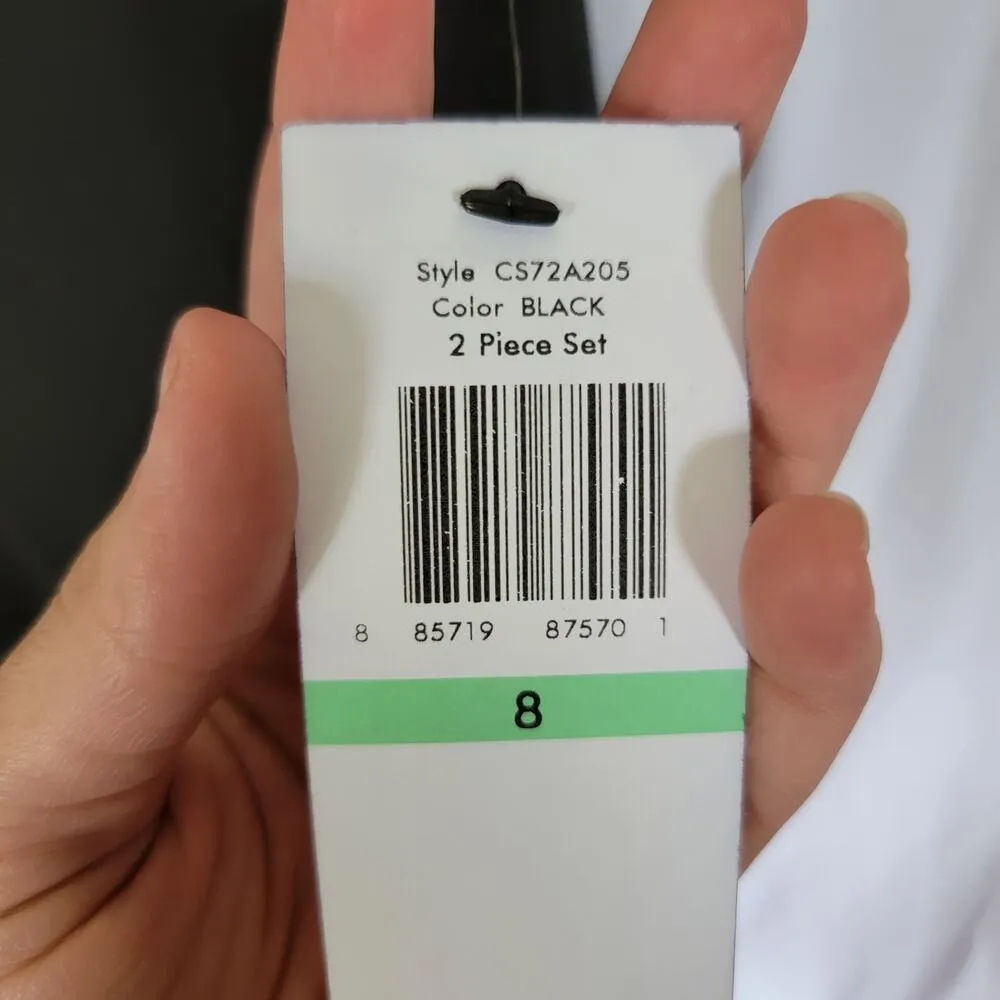 Style CS72A205
Color BLACK
2 Piece Set
8 85719 87570 1
8